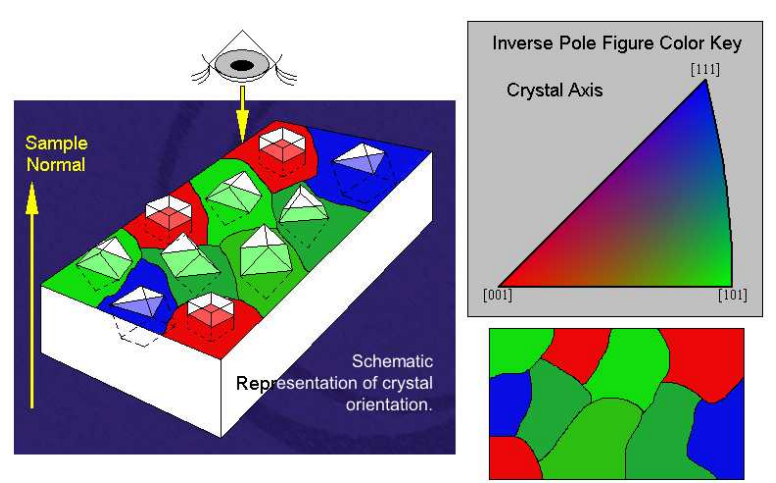 Sample
Normal
Schematic
Representation of crystal
orientation.
Inverse Pole Figure Color Key
[111]
Crystal Axis
[001]
[101]